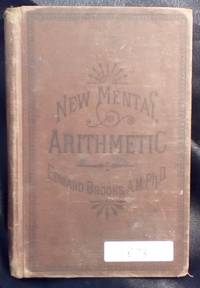 NEW MENTAL
ARITHMETIC
EDWARD BROOKS, A.M. PH.D.